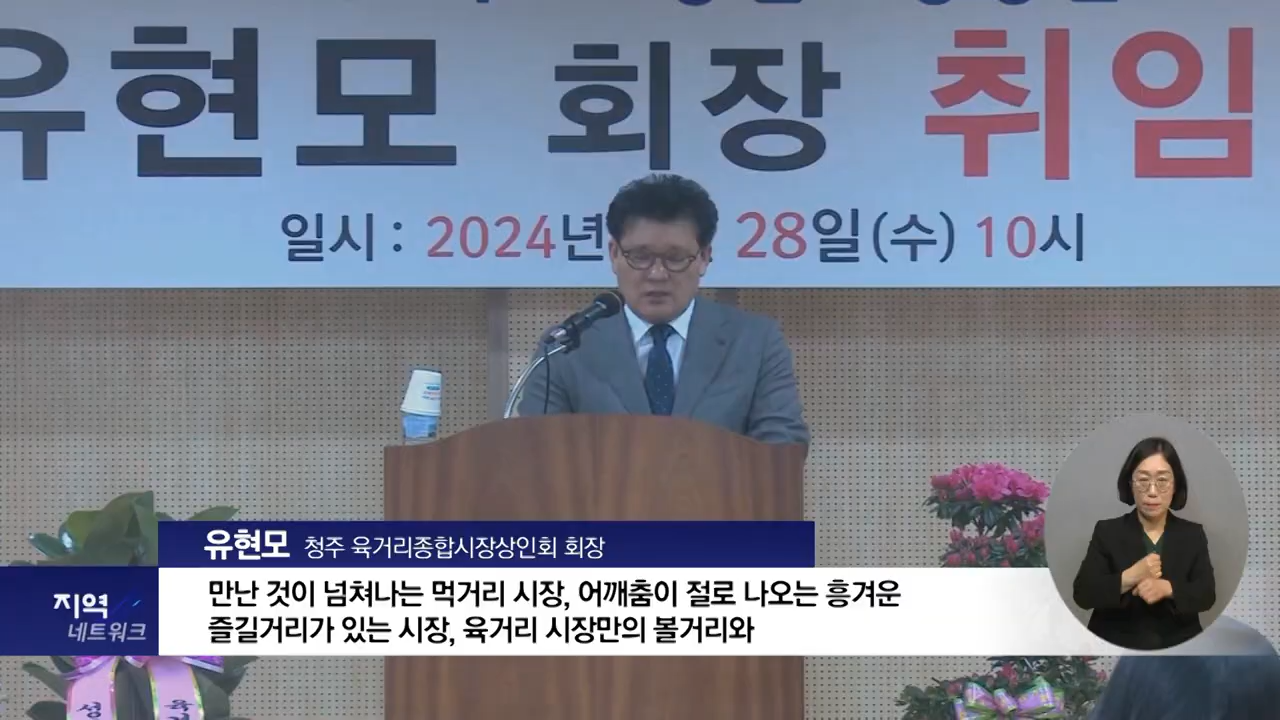 유현모 회장 취임
일시 : 2024년 28일(수) 10시
유현모 청주 육거리종합시장상인회 회장
지역
네트워크
만난 것이 넘쳐나는 먹거리 시장, 어깨춤이 절로 나오는 흥겨운
즐길거리가 있는 시장, 육거리 시장만의 볼거리와
성
육거